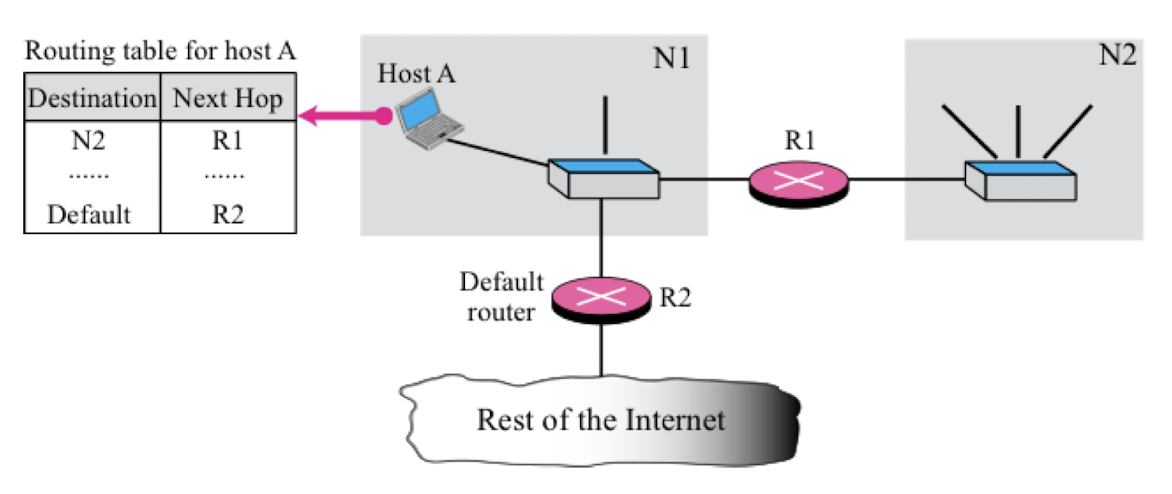 Routing table for host A
Destination Next Hop
N2 R1
...... ......
Default R2
Host A
N1
R1
N2
Default
router
R2
Rest of the Internet